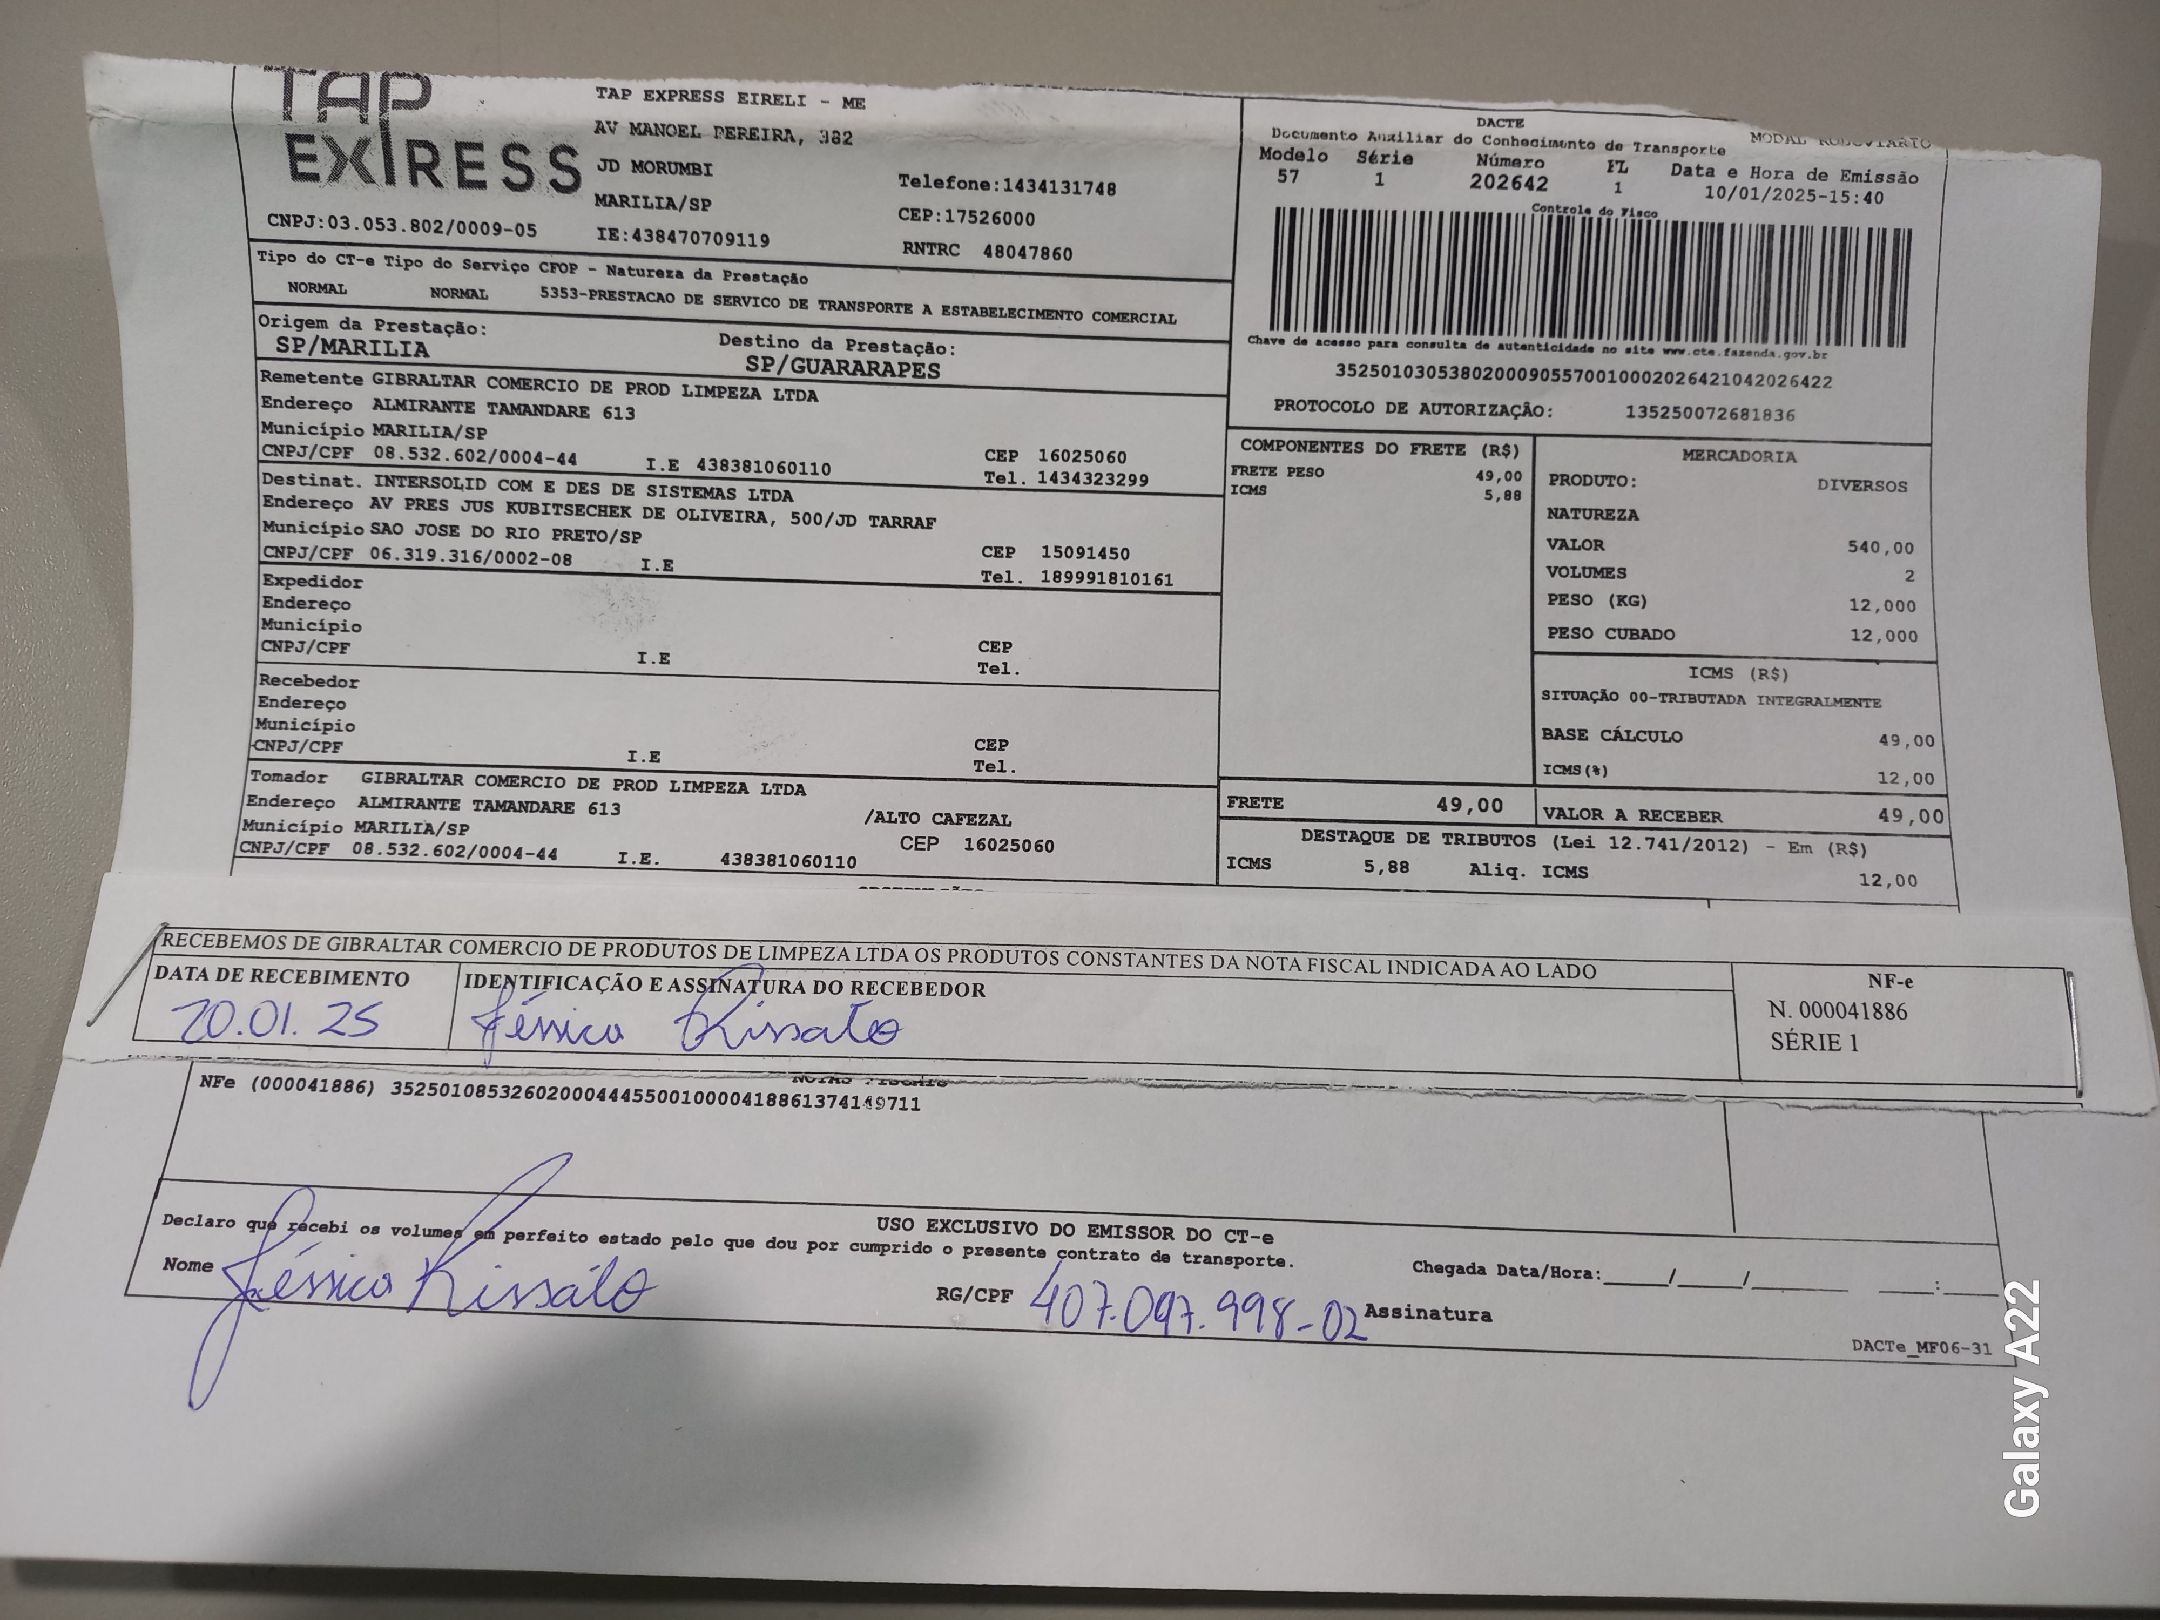 TAP
EXPRESS
TAP EXPRESS EIRELI - ME
AV MANOEL PEREIRA, 382
JD MORUMBI
MARILIA/SP
Telefone:1434131748
CEP:17526000
CNPJ:03.053.802/0009-05
IE:438470709119
RNTRC 48047860
DACTE
Documento Auxiliar do Conhecimento de Transporte
MODAL RODOVIARIO
Modelo Série Número FL Data e Hora de Emissão
57 1 202642 1 10/01/2025-15:40
Controle do Fisco
Chave de acesso para consulta de autenticidade no site www.cte.fazenda.gov.br
35250103053802000905570010002026421042026422
PROTOCOLO DE AUTORIZAÇÃO: 135250072681836
Tipo do CT-e Tipo do Serviço CFOP - Natureza da Prestação
NORMAL NORMAL 5353-PRESTACAO DE SERVICO DE TRANSPORTE A ESTABELECIMENTO COMERCIAL
Origem da Prestação: Destino da Prestação:
SP/MARILIA SP/GUARARAPES
Remetente GIBRALTAR COMERCIO DE PROD LIMPEZA LTDA
Endereço ALMIRANTE TAMANDARE 613
Município MARILIA/SP CEP 16025060
CNPJ/CPF 08.532.602/0004-44 I.E 438381060110 Tel. 1434323299
Destinat. INTERSOLID COM E DES DE SISTEMAS LTDA
Endereço AV PRES JUS KUBITSECHEK DE OLIVEIRA, 500/JD TARRAF
Município SAO JOSE DO RIO PRETO/SP CEP 15091450
CNPJ/CPF 06.319.316/0002-08 I.E Tel. 189991810161
Expedidor
Endereço
Município CEP
CNPJ/CPF I.E Tel.
Recebedor
Endereço
Município CEP
CNPJ/CPF I.E Tel.
Tomador GIBRALTAR COMERCIO DE PROD LIMPEZA LTDA
Endereço ALMIRANTE TAMANDARE 613 /ALTO CAFEZAL
Município MARILIA/SP CEP 16025060
CNPJ/CPF 08.532.602/0004-44 I.E. 438381060110
COMPONENTES DO FRETE (R$)
FRETE PESO 49,00
ICMS 5,88
MERCADORIA
PRODUTO: DIVERSOS
NATUREZA
VALOR 540,00
VOLUMES 2
PESO (KG) 12,000
PESO CUBADO 12,000
ICMS (R$)
SITUAÇÃO 00-TRIBUTADA INTEGRALMENTE
BASE CÁLCULO 49,00
ICMS(%) 12,00
FRETE 49,00 VALOR A RECEBER 49,00
DESTAQUE DE TRIBUTOS (Lei 12.741/2012) - Em (R$)
ICMS 5,88 Aliq. ICMS 12,00
RECEBEMOS DE GIBRALTAR COMERCIO DE PRODUTOS DE LIMPEZA LTDA OS PRODUTOS CONSTANTES DA NOTA FISCAL INDICADA AO LADO
DATA DE RECEBIMENTO IDENTIFICAÇÃO E ASSINATURA DO RECEBEDOR
20.01.25 Jéssica Rissato
NF-e
N. 000041886
SÉRIE 1
NOTAS FISCAIS
NFe (000041886) 35250108532602000444550010000418861374149711
USO EXCLUSIVO DO EMISSOR DO CT-e
Declaro que recebi os volumes em perfeito estado pelo que dou por cumprido o presente contrato de transporte.
Chegada Data/Hora:____/____/________ ____:____
Nome Jéssica Rissato RG/CPF 407.097.998-02 Assinatura
DACTe_MF06-31
Galaxy A22